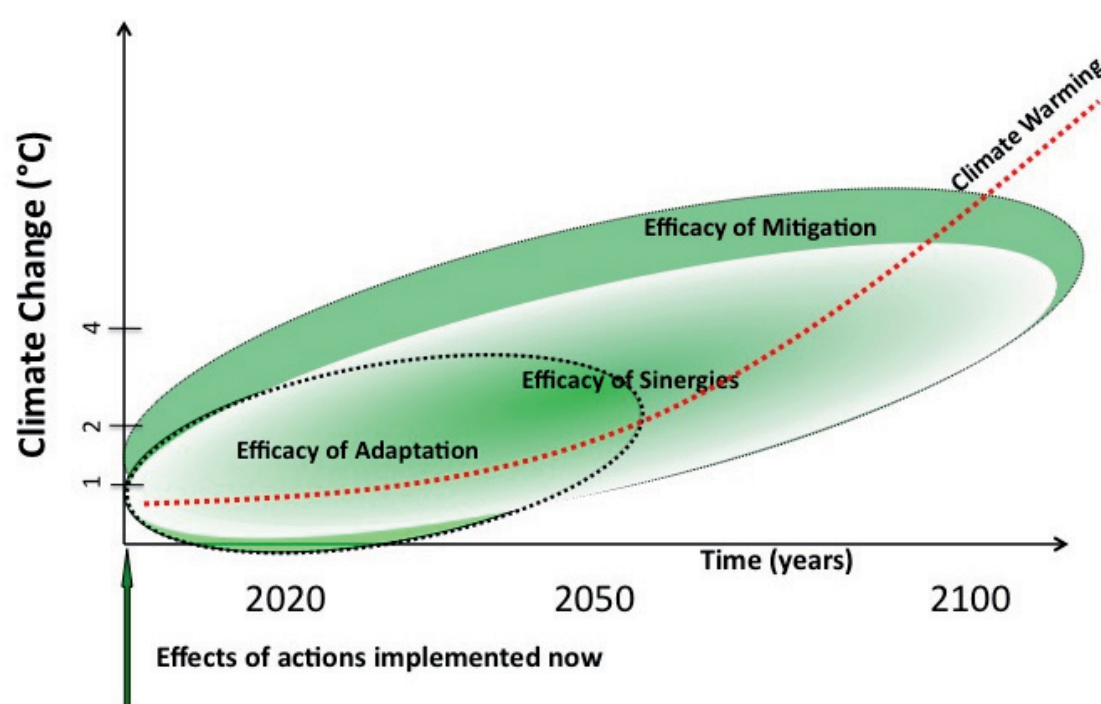 Climate Warming
Climate Change (°C)
Efficacy of Mitigation
4
Efficacy of Sinergies
2
Efficacy of Adaptation
1
Time (years)
2020 2050 2100
Effects of actions implemented now